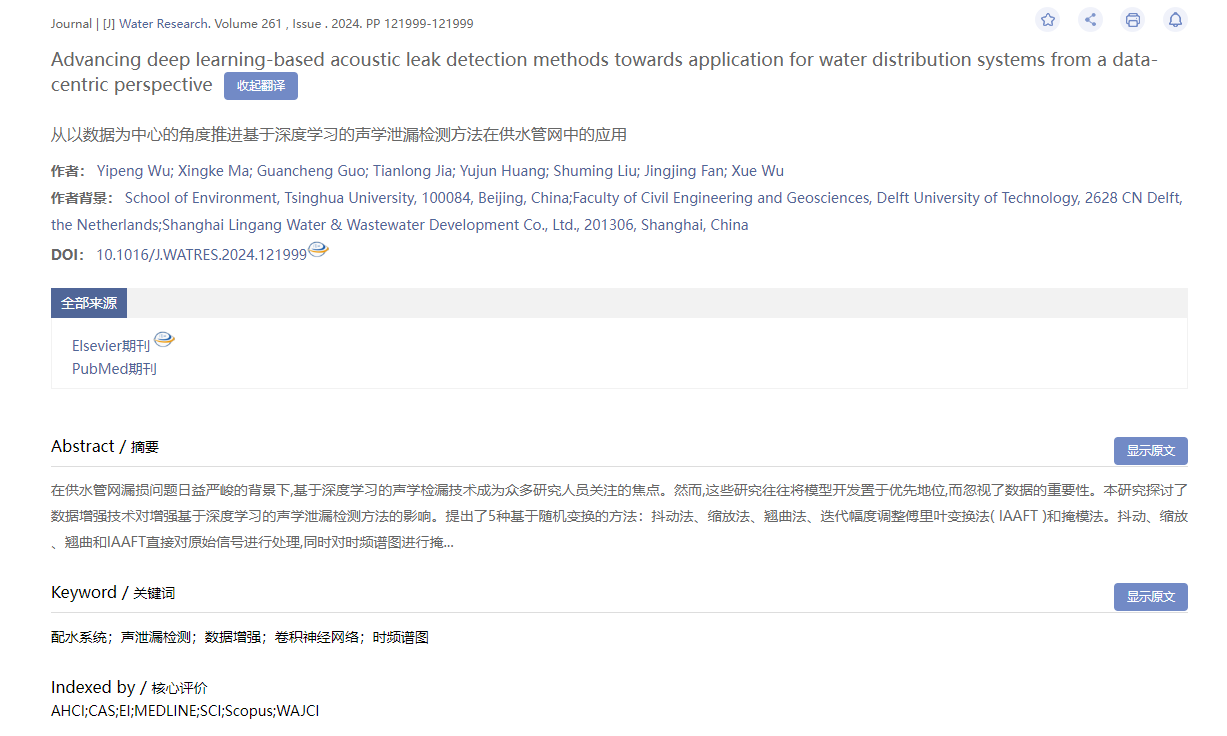 Journal | [J] Water Research. Volume 261 , Issue . 2024. PP 121999-121999
Advancing deep learning-based acoustic leak detection methods towards application for water distribution systems from a data-
centric perspective 收起翻译
从以数据为中心的角度推进基于深度学习的声学泄漏检测方法在供水管网中的应用
作者： Yipeng Wu; Xingke Ma; Guancheng Guo; Tianlong Jia; Yujun Huang; Shuming Liu; Jingjing Fan; Xue Wu
作者背景： School of Environment, Tsinghua University, 100084, Beijing, China;Faculty of Civil Engineering and Geosciences, Delft University of Technology, 2628 CN Delft,
the Netherlands;Shanghai Lingang Water & Wastewater Development Co., Ltd., 201306, Shanghai, China
DOI： 10.1016/J.WATRES.2024.121999
全部来源
Elsevier期刊
PubMed期刊
Abstract / 摘要
显示原文
在供水管网漏损问题日益严峻的背景下,基于深度学习的声学检漏技术成为众多研究人员关注的焦点。然而,这些研究往往将模型开发置于优先地位,而忽视了数据的重要性。本研究探讨了
数据增强技术对增强基于深度学习的声学泄漏检测方法的影响。提出了5种基于随机变换的方法：抖动法、缩放法、翘曲法、迭代幅度调整傅里叶变换法( IAAFT )和掩模法。抖动、缩放
、翘曲和IAAFT直接对原始信号进行处理,同时对时频谱图进行掩...
Keyword / 关键词
显示原文
配水系统；声泄漏检测；数据增强；卷积神经网络；时频谱图
Indexed by / 核心评价
AHCI;CAS;EI;MEDLINE;SCI;Scopus;WAJCI